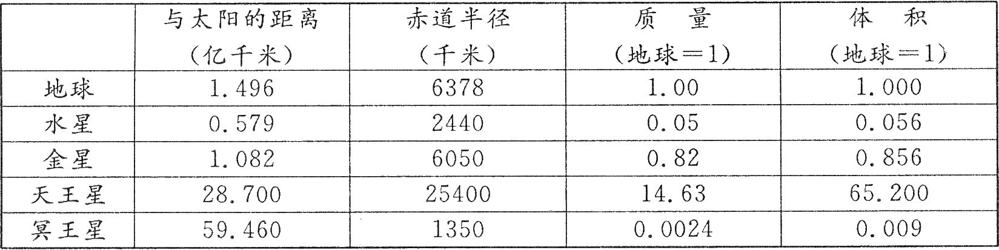 与太阳的距离 赤道半径 质 量 体 积
(亿千米) (千米) (地球=1) (地球=1)
地球 1.496 6378 1.00 1.000
水星 0.579 2440 0.05 0.056
金星 1.082 6050 0.82 0.856
天王星 28.700 25400 14.63 65.200
冥王星 59.460 1350 0.0024 0.009